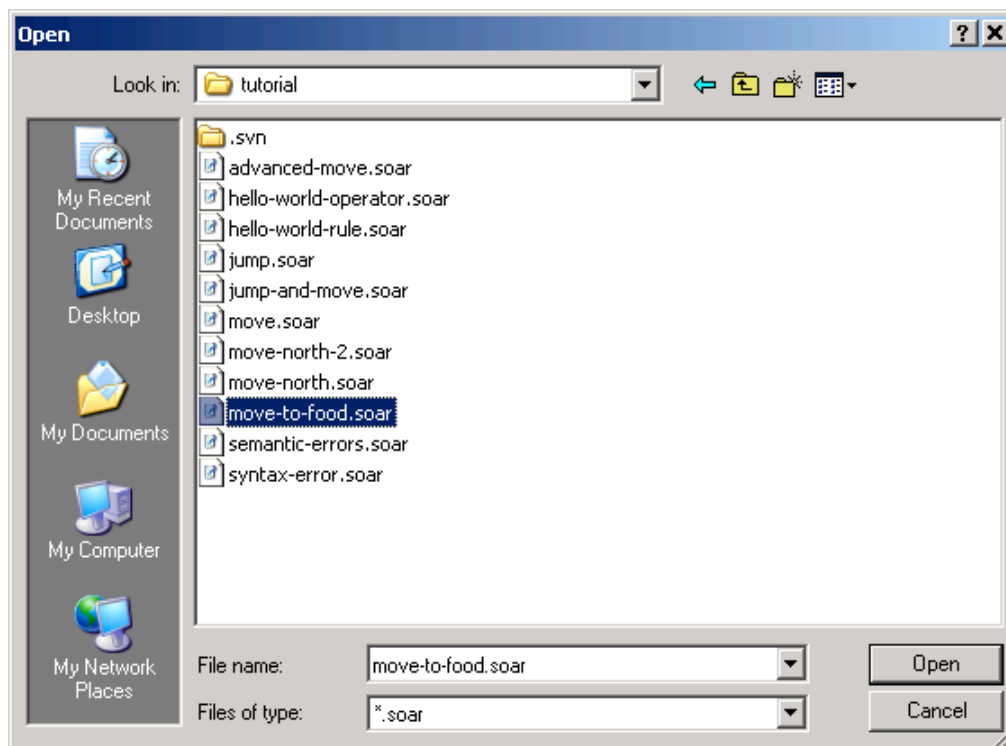 Open
Look in:
tutorial
My Recent
Documents
Desktop
My Documents
My Computer
My Network
Places
.svn
advanced-move.soar
hello-world-operator.soar
hello-world-rule.soar
jump.soar
jump-and-move.soar
move.soar
move-north-2.soar
move-north.soar
move-to-food.soar
semantic-errors.soar
syntax-error.soar
File name:
move-to-food.soar
Open
Files of type:
*.soar
Cancel